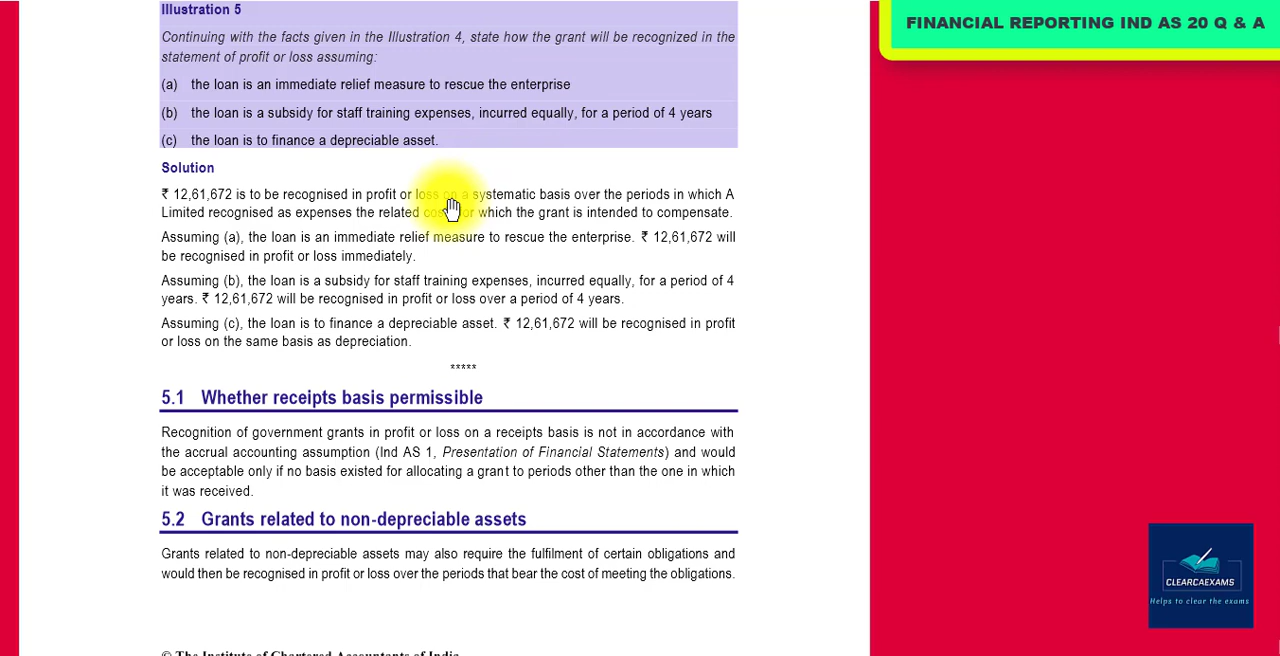 FINANCIAL REPORTING IND AS 20 Q & A
Illustration 5
Continuing with the facts given in the Illustration 4, state how the grant will be recognized in the
statement of profit or loss assuming:
(a) the loan is an immediate relief measure to rescue the enterprise
(b) the loan is a subsidy for staff training expenses, incurred equally, for a period of 4 years
(c) the loan is to finance a depreciable asset.
Solution
₹ 12,61,672 is to be recognised in profit or loss on a systematic basis over the periods in which A
Limited recognised as expenses the related for which the grant is intended to compensate.
Assuming (a), the loan is an immediate relief measure to rescue the enterprise. ₹ 12,61,672 will
be recognised in profit or loss immediately.
Assuming (b), the loan is a subsidy for staff training expenses, incurred equally, for a period of 4
years. ₹ 12,61,672 will be recognised in profit or loss over a period of 4 years.
Assuming (c), the loan is to finance a depreciable asset. ₹ 12,61,672 will be recognised in profit
or loss on the same basis as depreciation.
*****
5.1 Whether receipts basis permissible
Recognition of government grants in profit or loss on a receipts basis is not in accordance with
the accrual accounting assumption (Ind AS 1, Presentation of Financial Statements) and would
be acceptable only if no basis existed for allocating a grant to periods other than the one in which
it was received.
5.2 Grants related to non-depreciable assets
Grants related to non-depreciable assets may also require the fulfilment of certain obligations and
would then be recognised in profit or loss over the periods that bear the cost of meeting the obligations.
© The Institute of Chartered Accountants of India
CLEARCAEXAMS
Helps to clear the exams